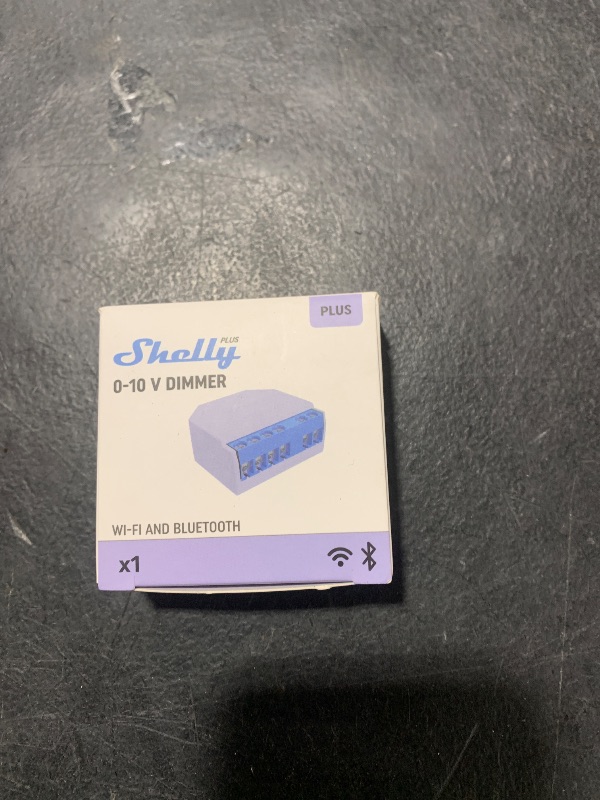 PLUS
Shelly PLUS
0-10 V DIMMER
WI-FI AND BLUETOOTH
x1